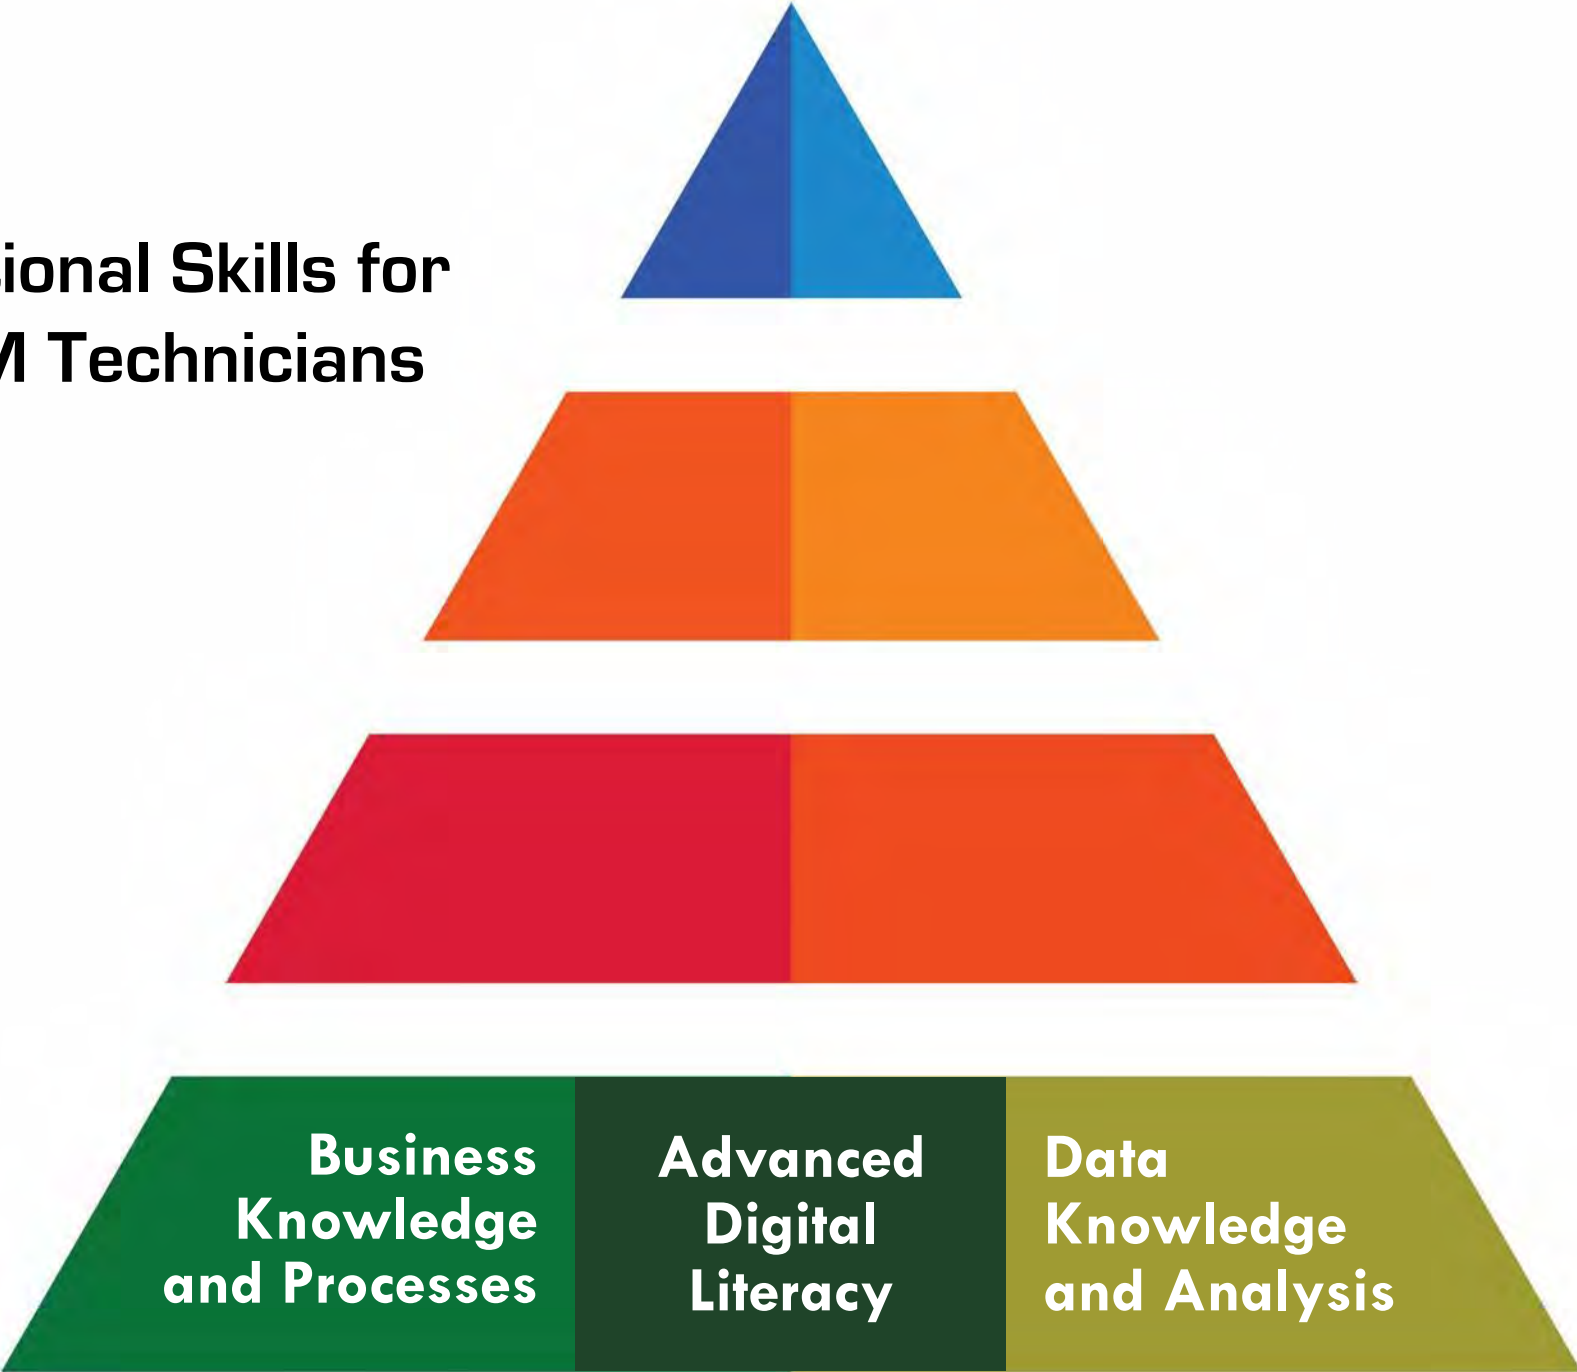 ional Skills for
M Technicians
Business
Knowledge
and Processes
Advanced
Digital
Literacy
Data
Knowledge
and Analysis